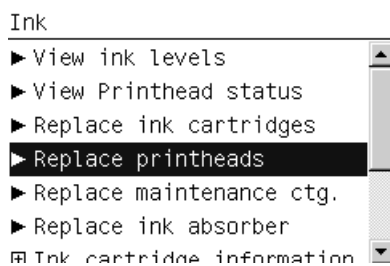 Ink
View ink levels
View Printhead status
Replace ink cartridges
Replace printheads
Replace maintenance ctg.
Replace ink absorber
Ink cartridge information